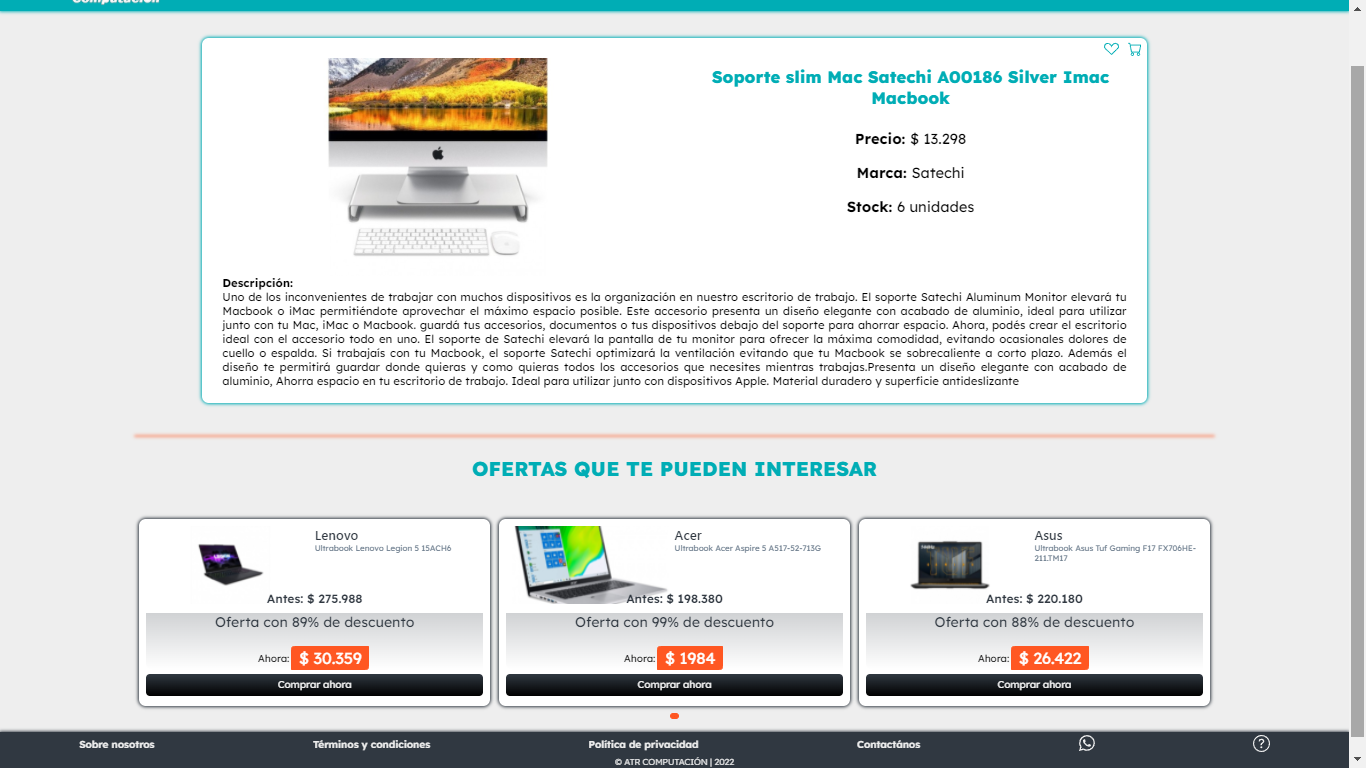 Computación
Soporte slim Mac Satechi A00186 Silver Imac
Macbook
Precio: $ 13.298
Marca: Satechi
Stock: 6 unidades
Descripción:
Uno de los inconvenientes de trabajar con muchos dispositivos es la organización en nuestro escritorio de trabajo. El soporte Satechi Aluminum Monitor elevará tu
Macbook o iMac permitiéndote aprovechar el máximo espacio posible. Este accesorio presenta un diseño elegante con acabado de aluminio, ideal para utilizar
junto con tu Mac, iMac o Macbook. guardá tus accesorios, documentos o tus dispositivos debajo del soporte para ahorrar espacio. Ahora, podés crear el escritorio
ideal con el accesorio todo en uno. El soporte de Satechi elevará la pantalla de tu monitor para ofrecer la máxima comodidad, evitando ocasionales dolores de
cuello o espalda. Si trabajais con tu Macbook, el soporte Satechi optimizará la ventilación evitando que tu Macbook se sobrecaliente a corto plazo. Además el
diseño te permitirá guardar donde quieras y como quieras todos los accesorios que necesites mientras trabajas.Presenta un diseño elegante con acabado de
aluminio, Ahorra espacio en tu escritorio de trabajo. Ideal para utilizar junto con dispositivos Apple. Material duradero y superficie antideslizante
OFERTAS QUE TE PUEDEN INTERESAR
Lenovo
Ultrabook Lenovo Legion 5 15ACH6
Antes: $ 275.988
Oferta con 89% de descuento
Ahora: $ 30.359
Comprar ahora
Acer
Ultrabook Acer Aspire 5 A517-52-713G
Antes: $ 198.380
Oferta con 99% de descuento
Ahora: $ 1984
Comprar ahora
Asus
Ultrabook Asus Tuf Gaming F17 FX706HE-
211.TM17
Antes: $ 220.180
Oferta con 88% de descuento
Ahora: $ 26.422
Comprar ahora
Sobre nosotros
Términos y condiciones
Política de privacidad
Contactános
© ATR COMPUTACIÓN | 2022